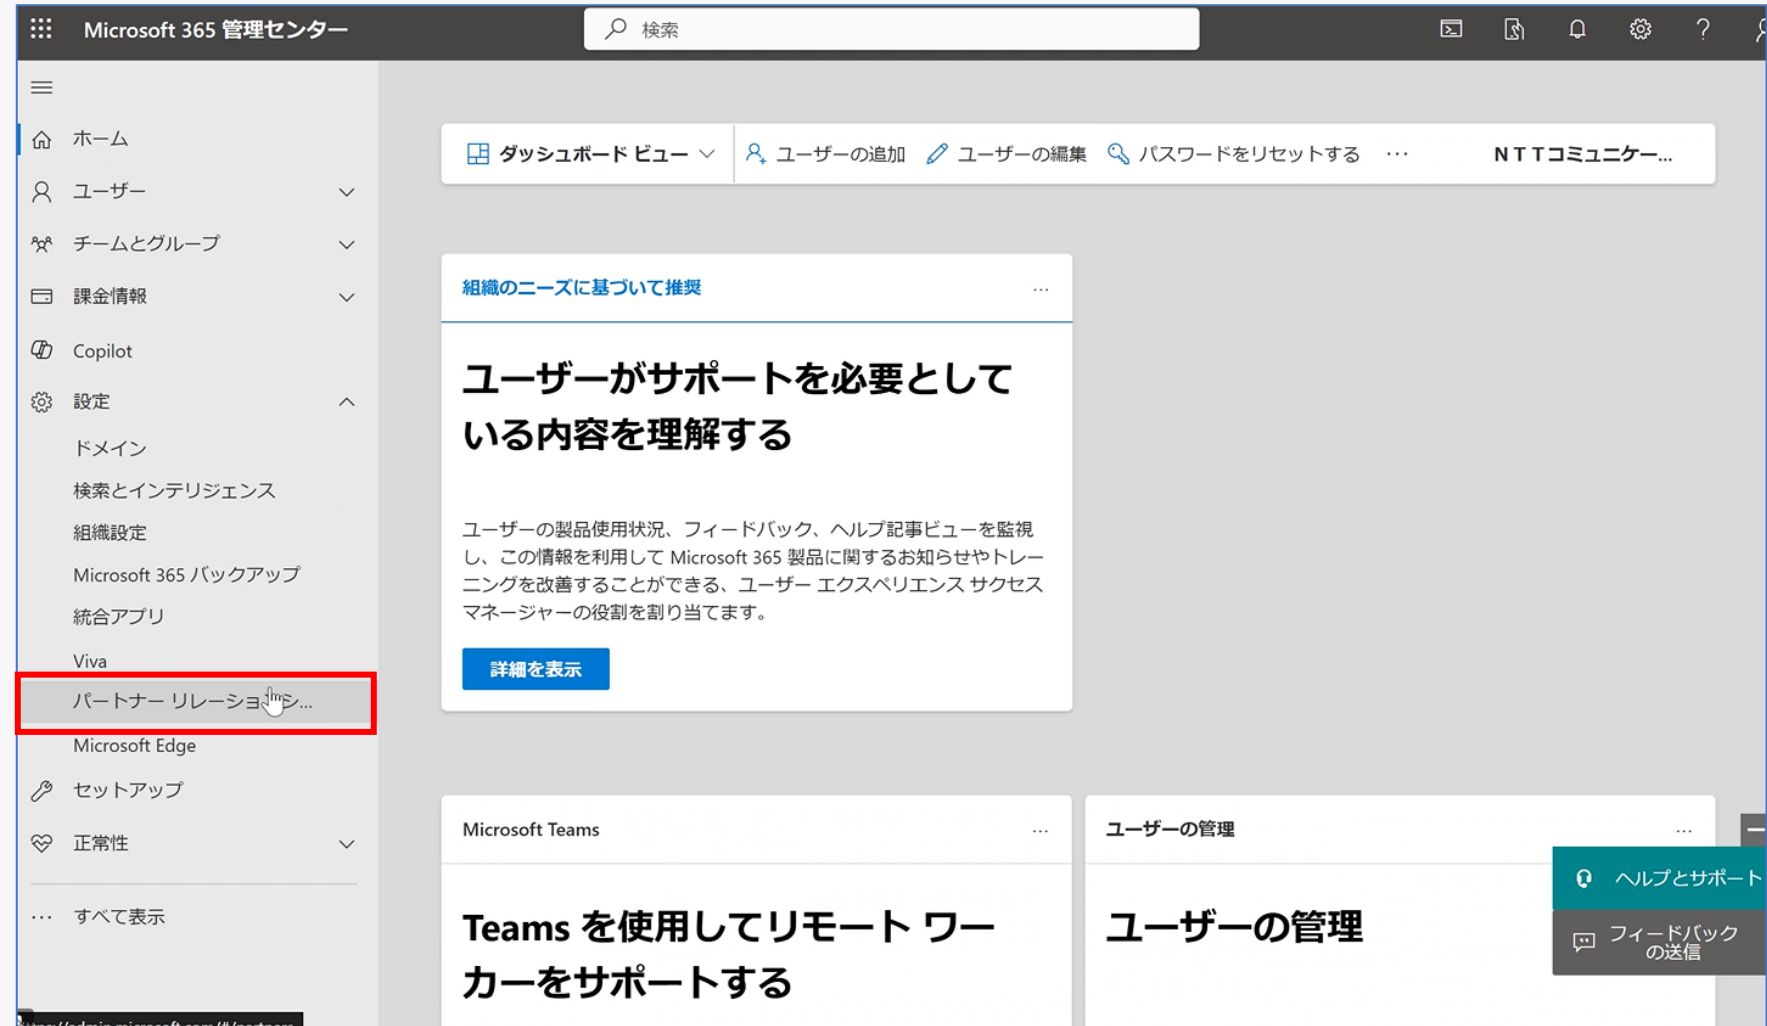 Microsoft 365 管理センター
検索
ホーム
ユーザー
チームとグループ
課金情報
Copilot
設定
ドメイン
検索とインテリジェンス
組織設定
Microsoft 365 バックアップ
統合アプリ
Viva
パートナー リレーションシ...
Microsoft Edge
セットアップ
正常性
すべて表示
ダッシュボード ビュー
ユーザーの追加
ユーザーの編集
パスワードをリセットする
NTTコミュニケー...
組織のニーズに基づいて推奨
ユーザーがサポートを必要として
いる内容を理解する
ユーザーの製品使用状況、フィードバック、ヘルプ記事ビューを監視
し、この情報を利用して Microsoft 365 製品に関するお知らせやトレー
ニングを改善することができる、ユーザー エクスペリエンス サクセス
マネージャーの役割を割り当てます。
詳細を表示
Microsoft Teams
Teams を使用してリモート ワー
カーをサポートする
ユーザーの管理
ユーザーの管理
ヘルプとサポート
フィードバック
の送信